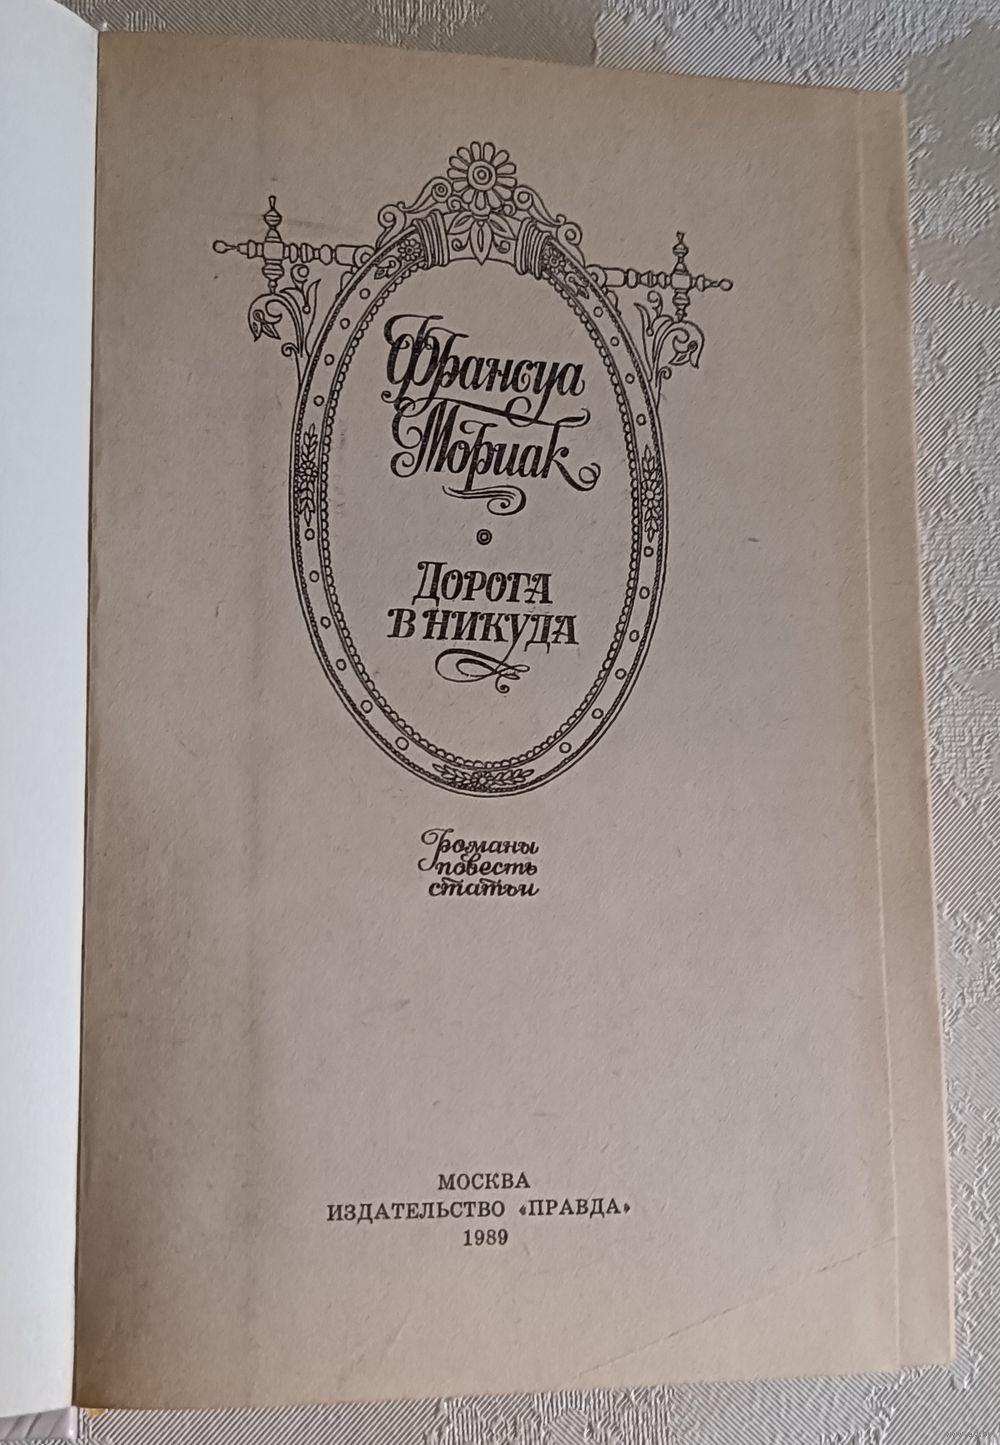 Франсуа
Мориак
ДОРОГА
В НИКУДА
романы
повесть
статьи
МОСКВА
ИЗДАТЕЛЬСТВО «ПРАВДА»
1989